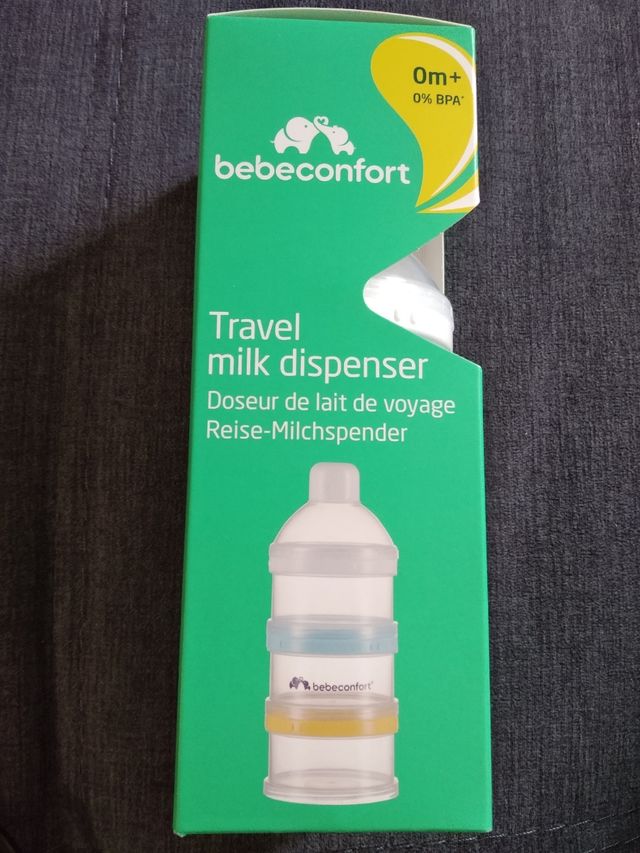 0m+
0% BPA*
bebeconfort
Travel
milk dispenser
Doseur de lait de voyage
Reise-Milchspender
bebeconfort®